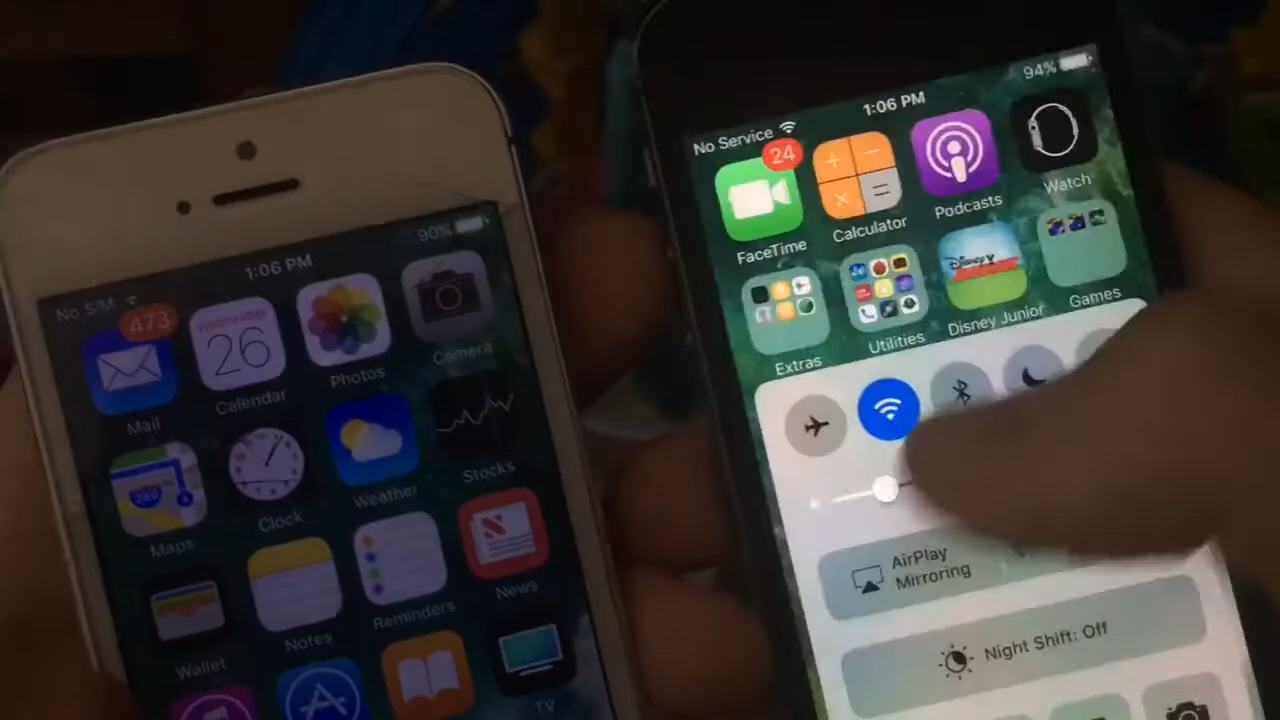 90%
1:06 PM
No SIM
473
Wednesday
26
Mail
Calendar
Photos
Camera
280
Maps
Clock
Weather
Stocks
Wallet
Notes
Reminders
News
TV
94%
1:06 PM
No Service
24
FaceTime
Calculator
Podcasts
Watch
Disney
Extras
Utilities
Disney Junior
Games
AirPlay
Mirroring
Night Shift: Off